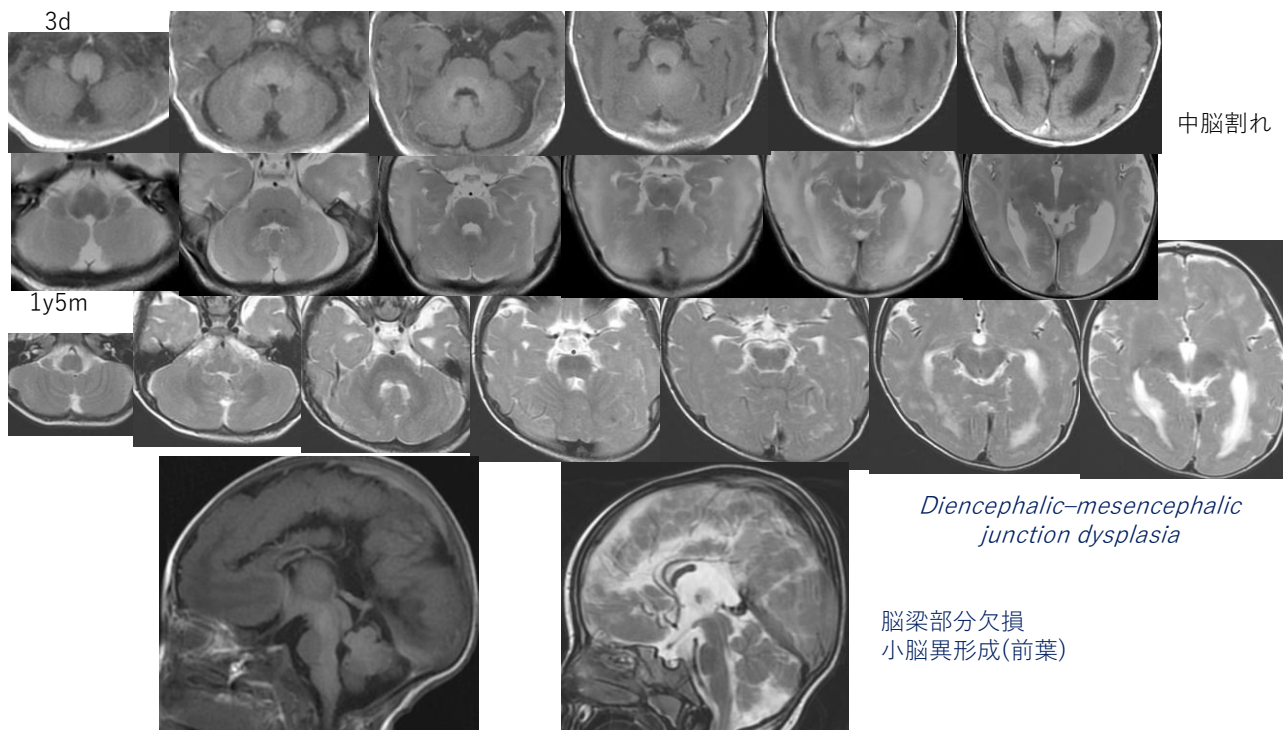 3d
中脳割れ
1y5m
Diencephalic–mesencephalic
junction dysplasia
脳梁部分欠損
小脳異形成(前葉)